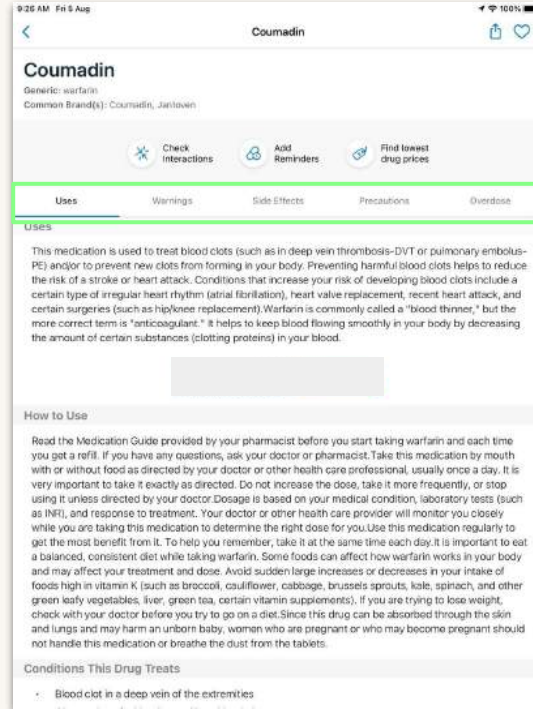 9:26 AM Fri 5 Aug 100%
Coumadin
Coumadin
Generic: warfarin
Common Brand(s): Coumadin, Jantoven
Check
Interactions
Add
Reminders
Find lowest
drug prices
Uses Warnings Side Effects Precautions Overdose
Uses
This medication is used to treat blood clots (such as in deep vein thrombosis-DVT or pulmonary embolus-
PE) and/or to prevent new clots from forming in your body. Preventing harmful blood clots helps to reduce
the risk of a stroke or heart attack. Conditions that increase your risk of developing blood clots include a
certain type of irregular heart rhythm (atrial fibrillation), heart valve replacement, recent heart attack, and
certain surgeries (such as hip/knee replacement).Warfarin is commonly called a "blood thinner," but the
more correct term is "anticoagulant." It helps to keep blood flowing smoothly in your body by decreasing
the amount of certain substances (clotting proteins) in your blood.
How to Use
Read the Medication Guide provided by your pharmacist before you start taking warfarin and each time
you get a refill. If you have any questions, ask your doctor or pharmacist.Take this medication by mouth
with or without food as directed by your doctor or other health care professional, usually once a day. It is
very important to take it exactly as directed. Do not increase the dose, take it more frequently, or stop
using it unless directed by your doctor.Dosage is based on your medical condition, laboratory tests (such
as INR), and response to treatment. Your doctor or other health care provider will monitor you closely
while you are taking this medication to determine the right dose for you.Use this medication regularly to
get the most benefit from it. To help you remember, take it at the same time each day.It is important to eat
a balanced, consistent diet while taking warfarin. Some foods can affect how warfarin works in your body
and may affect your treatment and dose. Avoid sudden large increases or decreases in your intake of
foods high in vitamin K (such as broccoli, cauliflower, cabbage, brussels sprouts, kale, spinach, and other
green leafy vegetables, liver, green tea, certain vitamin supplements). If you are trying to lose weight,
check with your doctor before you try to go on a diet.Since this drug can be absorbed through the skin
and lungs and may harm an unborn baby, women who are pregnant or who may become pregnant should
not handle this medication or breathe the dust from the tablets.
Conditions This Drug Treats
- Blood clot in a deep vein of the extremities